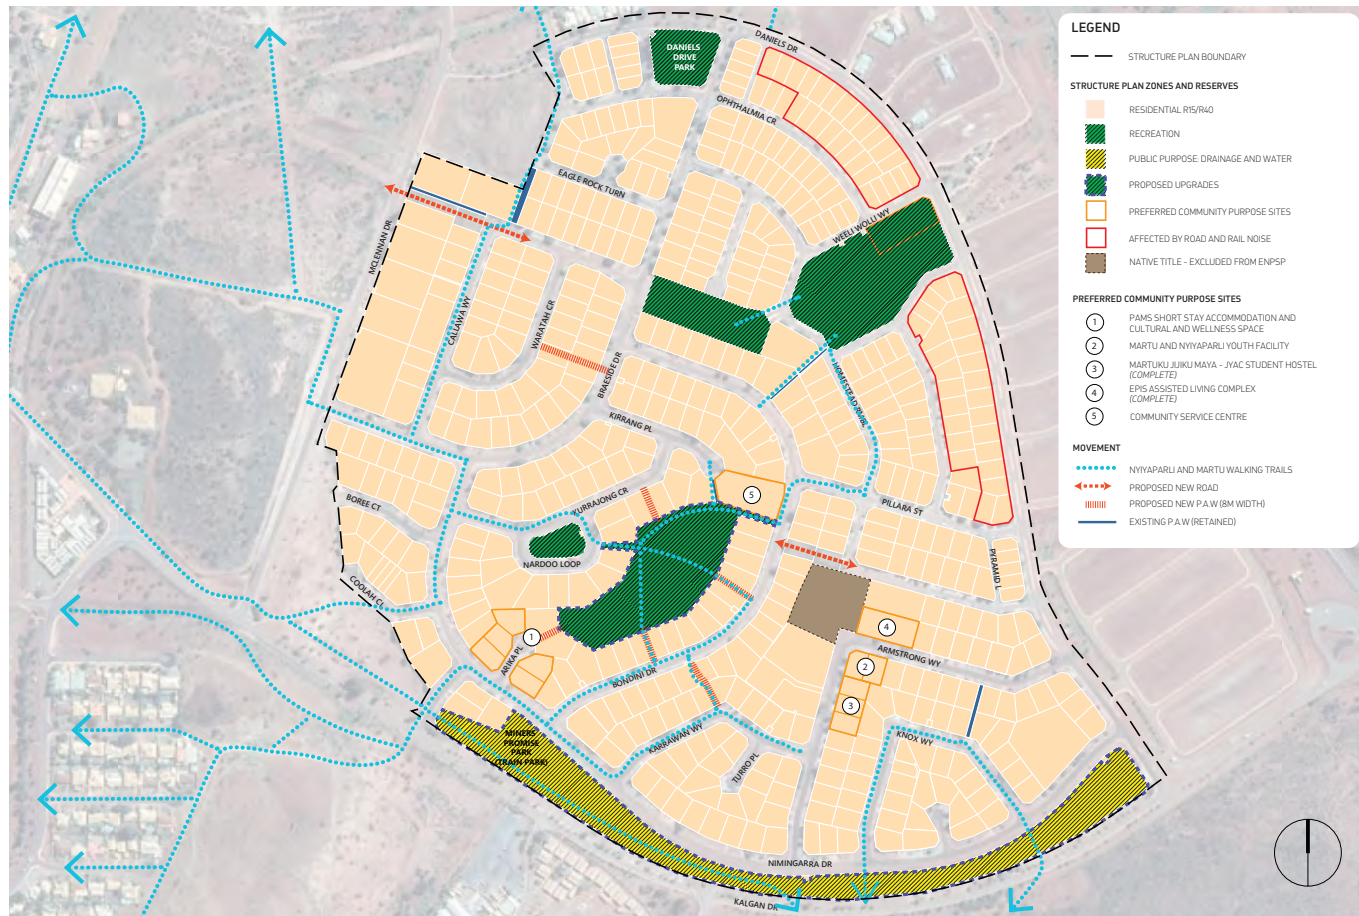 LEGEND
STRUCTURE PLAN BOUNDARY
STRUCTURE PLAN ZONES AND RESERVES
RESIDENTIAL R15/R40
RECREATION
PUBLIC PURPOSE: DRAINAGE AND WATER
PROPOSED UPGRADES
PREFERRED COMMUNITY PURPOSE SITES
AFFECTED BY ROAD AND RAIL NOISE
NATIVE TITLE - EXCLUDED FROM ENPSP
PREFERRED COMMUNITY PURPOSE SITES
1 PAMS SHORT STAY ACCOMMODATION AND
CULTURAL AND WELLNESS SPACE
2 MARTU AND NYIYAPARLI YOUTH FACILITY
3 MARTUKU JIJIKU MAYA - JYAC STUDENT HOSTEL
(COMPLETE)
4 EPIS ASSISTED LIVING COMPLEX
(COMPLETE)
5 COMMUNITY SERVICE CENTRE
MOVEMENT
NYIYAPARLI AND MARTU WALKING TRAILS
PROPOSED NEW ROAD
PROPOSED NEW P.A.W (8M WIDTH)
EXISTING P.A.W (RETAINED)
DANIELS DR
DANIELS
DRIVE
PARK
OPHTHALMIA CR
EAGLE ROCK TURN
WEELI WOLLI WY
MCLENNAN DR
CALLAWA WY
WARATAH CR
BRAESIDE DR
HOMESTEAD RMBL
KIRRANG PL
KURRAJONG CR
BOREE CT
5
PILLARA ST
NARDOO LOOP
PYRAMID L
COOLAH CL
4
1
ARIKA PL
ARMSTRONG WY
2
BONDINI DR
3
MINERS
PROMISE
PARK
(TRAIN PARK)
KARRAWAN WY
KNOX WY
TURRO PL
NIMINGARRA DR
KALGAN DR